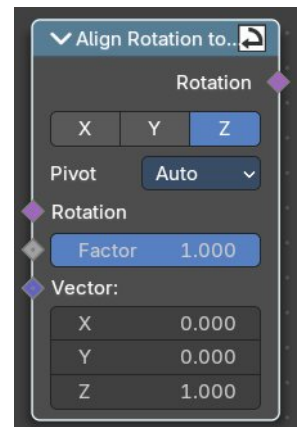 Align Rotation to..
Rotation
X Y Z
Pivot Auto
Rotation
Factor 1.000
Vector:
X 0.000
Y 0.000
Z 1.000